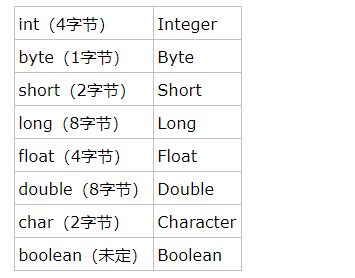 int（4字节） Integer
byte（1字节） Byte
short（2字节） Short
long（8字节） Long
float（4字节） Float
double（8字节） Double
char（2字节） Character
boolean（未定） Boolean